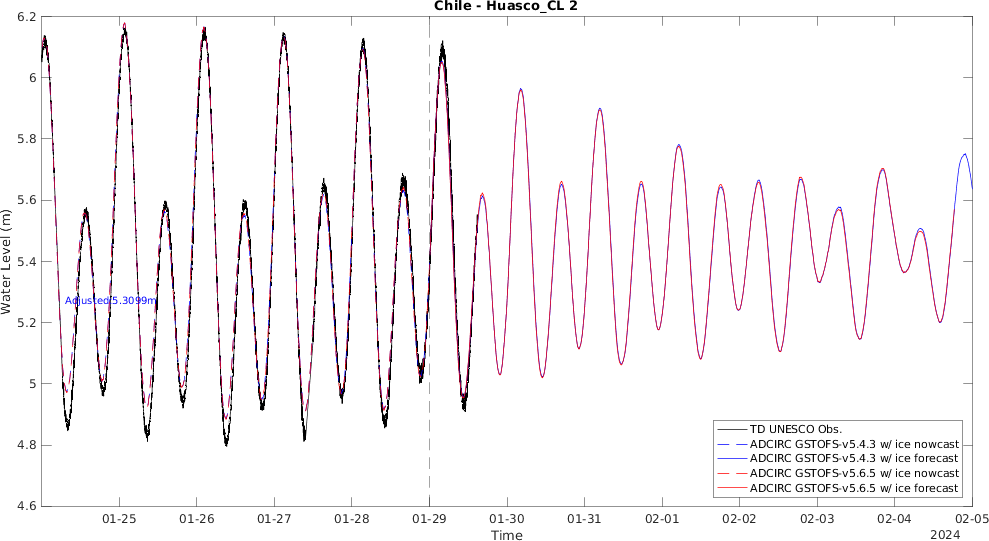 Chile - Huasco_CL 2
6.2
6
5.8
5.6
5.4
5.2
5
4.8
4.6
Water Level (m)
Adjusted 5.3099m
TD UNESCO Obs.
ADCIRC GSTOFS-v5.4.3 w/ ice nowcast
ADCIRC GSTOFS-v5.4.3 w/ ice forecast
ADCIRC GSTOFS-v5.6.5 w/ ice nowcast
ADCIRC GSTOFS-v5.6.5 w/ ice forecast
01-25 01-26 01-27 01-28 01-29 01-30 01-31 02-01 02-02 02-03 02-04 02-05
Time
2024